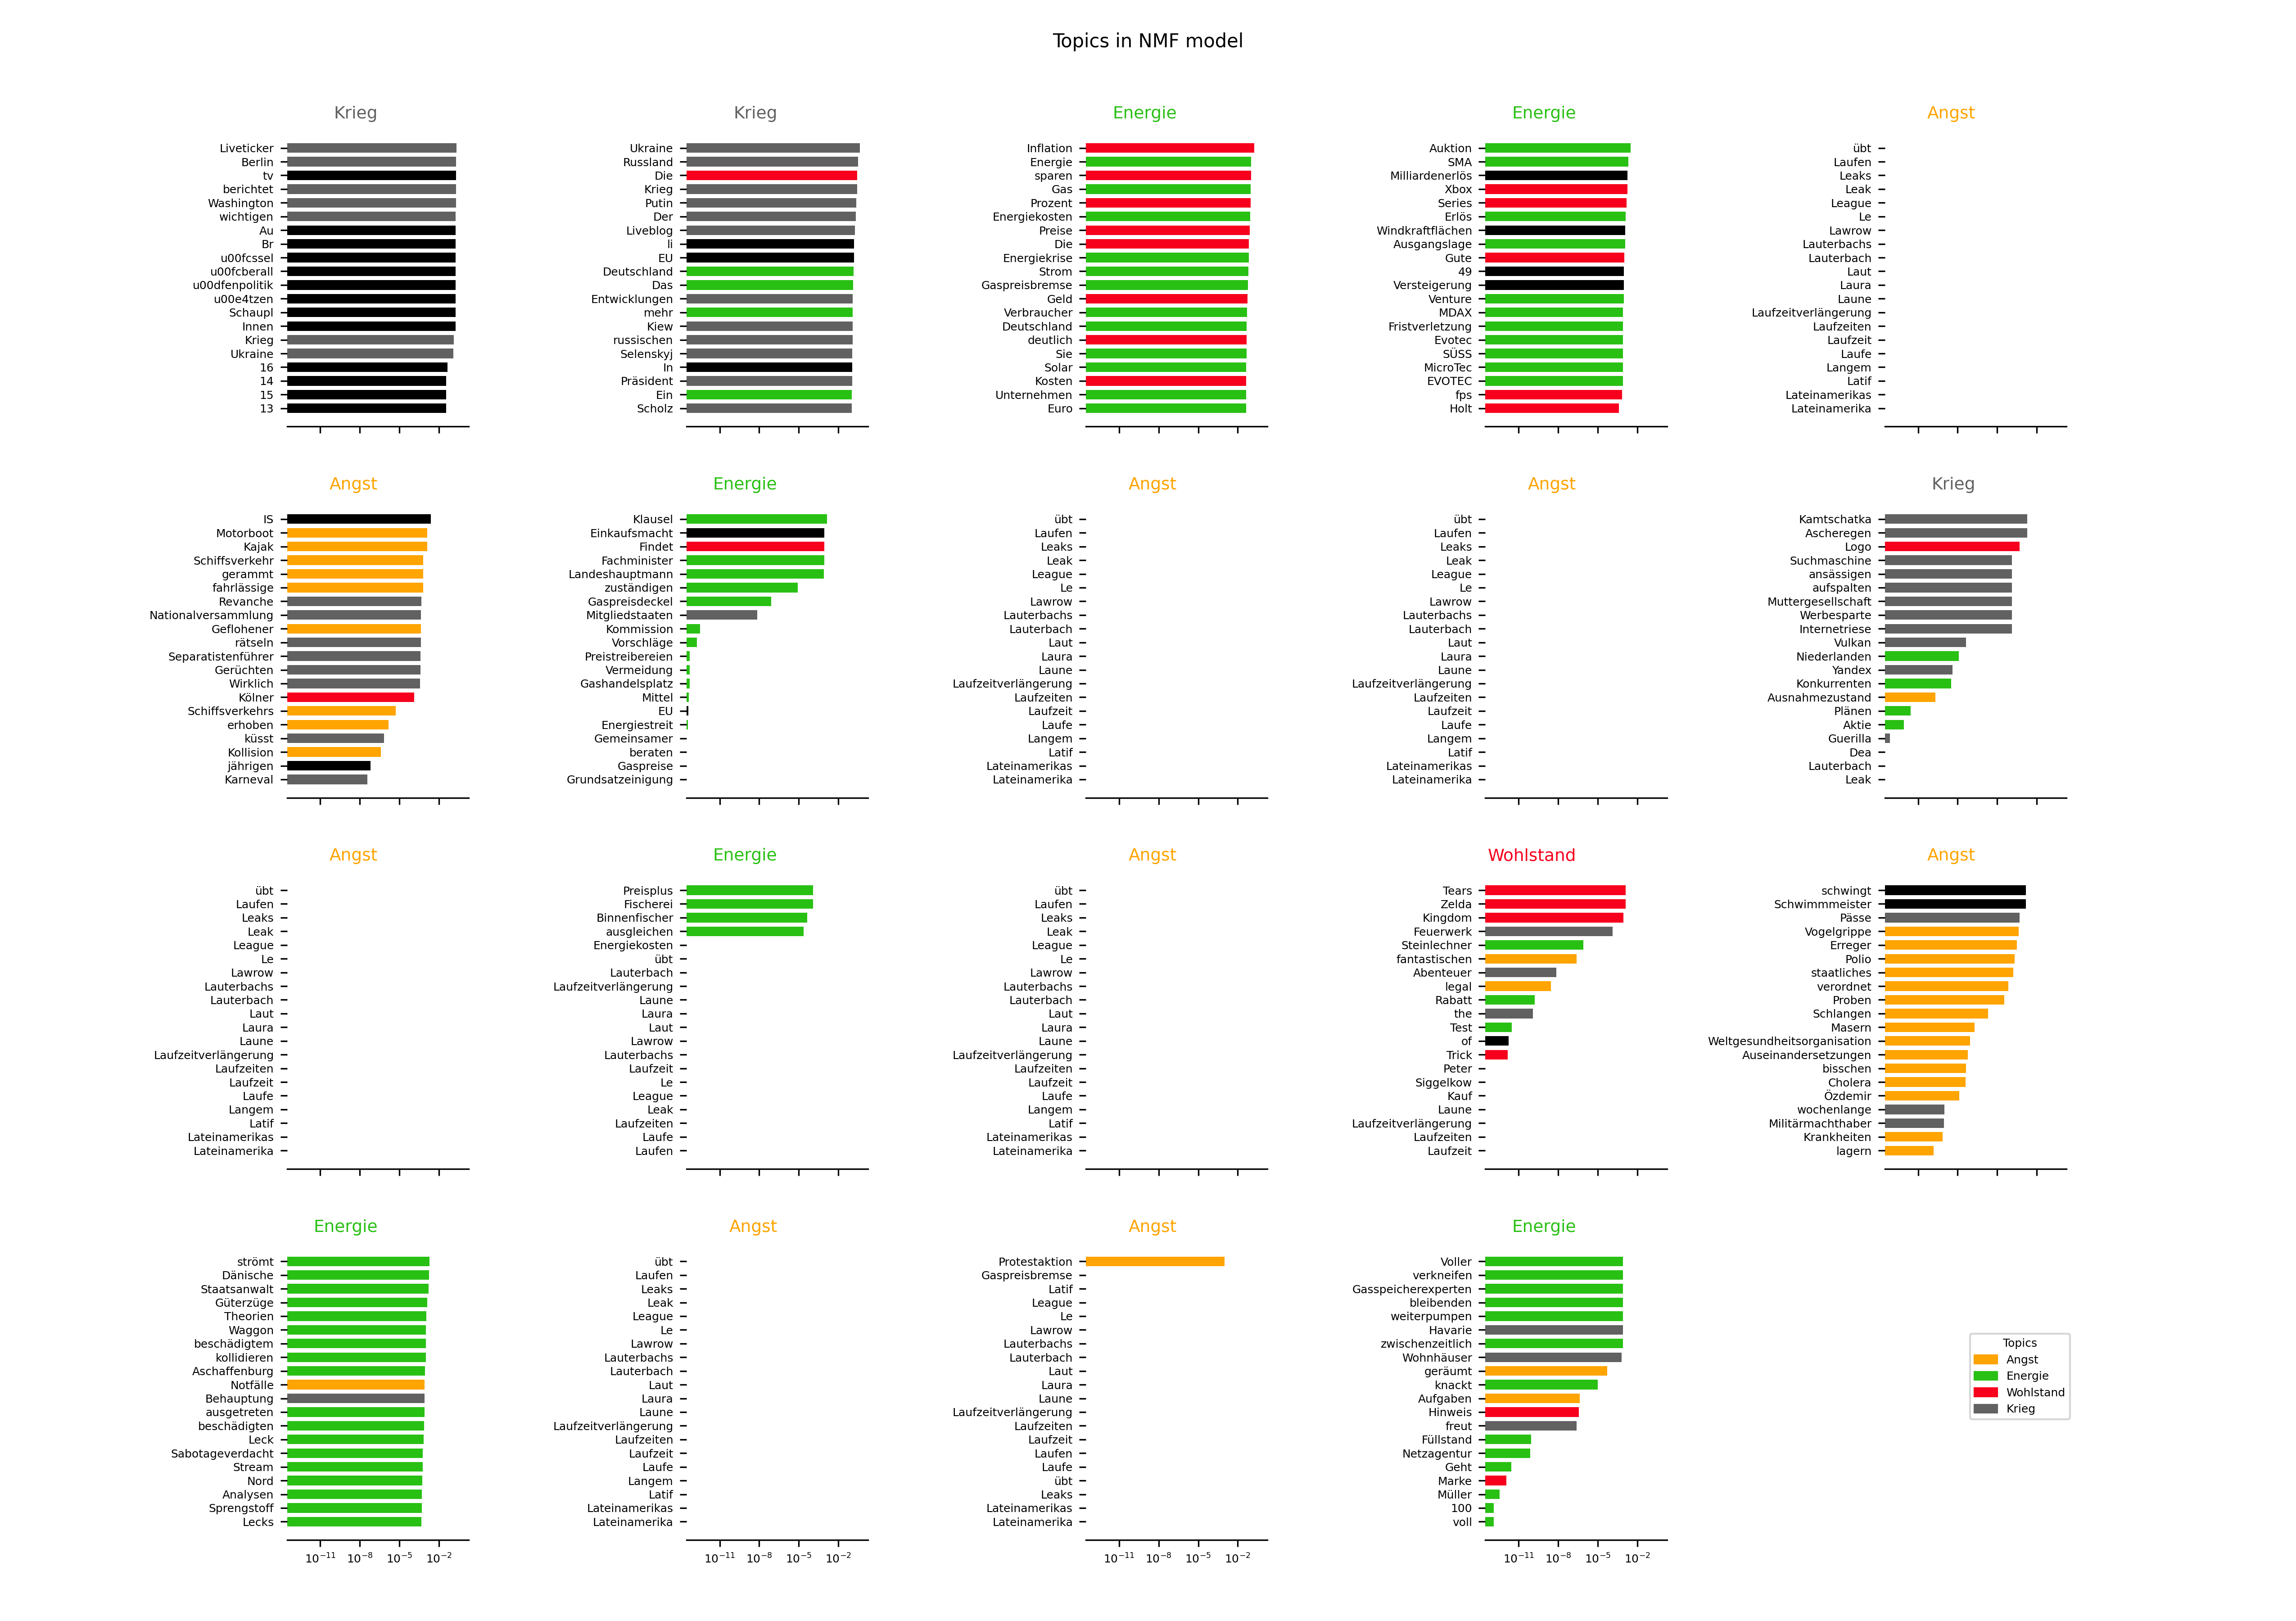 Topics in NMF model
Krieg
Liveticker
Berlin
tv
berichtet
Washington
wichtigen
Au
Br
u00fcssel
u00fcberall
u00dfenpolitik
u00e4tzen
Schaupl
Innen
Krieg
Ukraine
16
14
15
13
Krieg
Ukraine
Russland
Die
Krieg
Putin
Der
Liveblog
li
EU
Deutschland
Das
Entwicklungen
mehr
Kiew
russischen
Selenskyj
In
Präsident
Ein
Scholz
Energie
Inflation
Energie
sparen
Gas
Prozent
Energiekosten
Preise
Die
Energiekrise
Strom
Gaspreisbremse
Geld
Verbraucher
Deutschland
deutlich
Sie
Solar
Kosten
Unternehmen
Euro
Energie
Auktion
SMA
Milliardenerlös
Xbox
Series
Erlös
Windkraftflächen
Ausgangslage
Gute
49
Versteigerung
Venture
MDAX
Fristverletzung
Evotec
SÜSS
MicroTec
EVOTEC
fps
Holt
Angst
übt
Laufen
Leaks
Leak
League
Le
Lawrow
Lauterbachs
Lauterbach
Laut
Laura
Laune
Laufzeitverlängerung
Laufzeiten
Laufzeit
Laufe
Langem
Latif
Lateinamerikas
Lateinamerika
Angst
IS
Motorboot
Kajak
Schiffsverkehr
gerammt
fahrlässige
Revanche
Nationalversammlung
Geflohener
rätseln
Separatistenführer
Gerüchten
Wirklich
Kölner
Schiffsverkehrs
erhoben
küsst
Kollision
jährigen
Karneval
Energie
Klausel
Einkaufsmacht
Findet
Fachminister
Landeshauptmann
zuständigen
Gaspreisdeckel
Mitgliedstaaten
Kommission
Vorschläge
Preistreibereien
Vermeidung
Gashandelsplatz
Mittel
EU
Energiestreit
Gemeinsamer
beraten
Gaspreise
Grundsatzeinigung
Angst
übt
Laufen
Leaks
Leak
League
Le
Lawrow
Lauterbachs
Lauterbach
Laut
Laura
Laune
Laufzeitverlängerung
Laufzeiten
Laufzeit
Laufe
Langem
Latif
Lateinamerikas
Lateinamerika
Angst
übt
Laufen
Leaks
Leak
League
Le
Lawrow
Lauterbachs
Lauterbach
Laut
Laura
Laune
Laufzeitverlängerung
Laufzeiten
Laufzeit
Laufe
Langem
Latif
Lateinamerikas
Lateinamerika
Krieg
Kamtschatka
Ascheregen
Logo
Suchmaschine
ansässigen
aufspalten
Muttergesellschaft
Werbesparte
Internetriese
Vulkan
Niederlanden
Yandex
Konkurrenten
Ausnahmezustand
Plänen
Aktie
Guerilla
Dea
Lauterbach
Leak
Angst
übt
Laufen
Leaks
Leak
League
Le
Lawrow
Lauterbachs
Lauterbach
Laut
Laura
Laune
Laufzeitverlängerung
Laufzeiten
Laufzeit
Laufe
Langem
Latif
Lateinamerikas
Lateinamerika
Energie
Preisplus
Fischerei
Binnenfischer
ausgleichen
Energiekosten
übt
Lauterbach
Laufzeitverlängerung
Laune
Laura
Laut
Lawrow
Lauterbachs
Laufzeit
Le
League
Leak
Laufzeiten
Laufe
Laufen
Angst
übt
Laufen
Leaks
Leak
League
Le
Lawrow
Lauterbachs
Lauterbach
Laut
Laura
Laune
Laufzeitverlängerung
Laufzeiten
Laufzeit
Laufe
Langem
Latif
Lateinamerikas
Lateinamerika
Wohlstand
Tears
Zelda
Kingdom
Feuerwerk
Steinlechner
fantastischen
Abenteuer
legal
Rabatt
the
Test
of
Trick
Peter
Siggelkow
Kauf
Laune
Laufzeitverlängerung
Laufzeiten
Laufzeit
Angst
schwingt
Schwimmmeister
Pässe
Vogelgrippe
Erreger
Polio
staatliches
verordnet
Proben
Schlangen
Masern
Weltgesundheitsorganisation
Auseinandersetzungen
bisschen
Cholera
Özdemir
wochenlange
Militärmachthaber
Krankheiten
lagern
Energie
strömt
Dänische
Staatsanwalt
Güterzüge
Theorien
Waggon
beschädigtem
kollidieren
Aschaffenburg
Notfälle
Behauptung
ausgetreten
beschädigten
Leck
Sabotageverdacht
Stream
Nord
Analysen
Sprengstoff
Lecks
10⁻¹¹ 10⁻⁸ 10⁻⁵ 10⁻²
Angst
übt
Laufen
Leaks
Leak
League
Le
Lawrow
Lauterbachs
Lauterbach
Laut
Laura
Laune
Laufzeitverlängerung
Laufzeiten
Laufzeit
Laufe
Langem
Latif
Lateinamerikas
Lateinamerika
10⁻¹¹ 10⁻⁸ 10⁻⁵ 10⁻²
Angst
Protestaktion
Gaspreisbremse
Latif
League
Le
Lawrow
Lauterbachs
Lauterbach
Laut
Laura
Laune
Laufzeitverlängerung
Laufzeiten
Laufzeit
Laufen
Laufe
übt
Leaks
Lateinamerikas
Lateinamerika
10⁻¹¹ 10⁻⁸ 10⁻⁵ 10⁻²
Energie
Voller
verkneifen
Gasspeicherexperten
bleibenden
weiterpumpen
Havarie
zwischenzeitlich
Wohnhäuser
geräumt
knackt
Aufgaben
Hinweis
freut
Füllstand
Netzagentur
Geht
Marke
Müller
100
voll
10⁻¹¹ 10⁻⁸ 10⁻⁵ 10⁻²
Topics
Angst
Energie
Wohlstand
Krieg